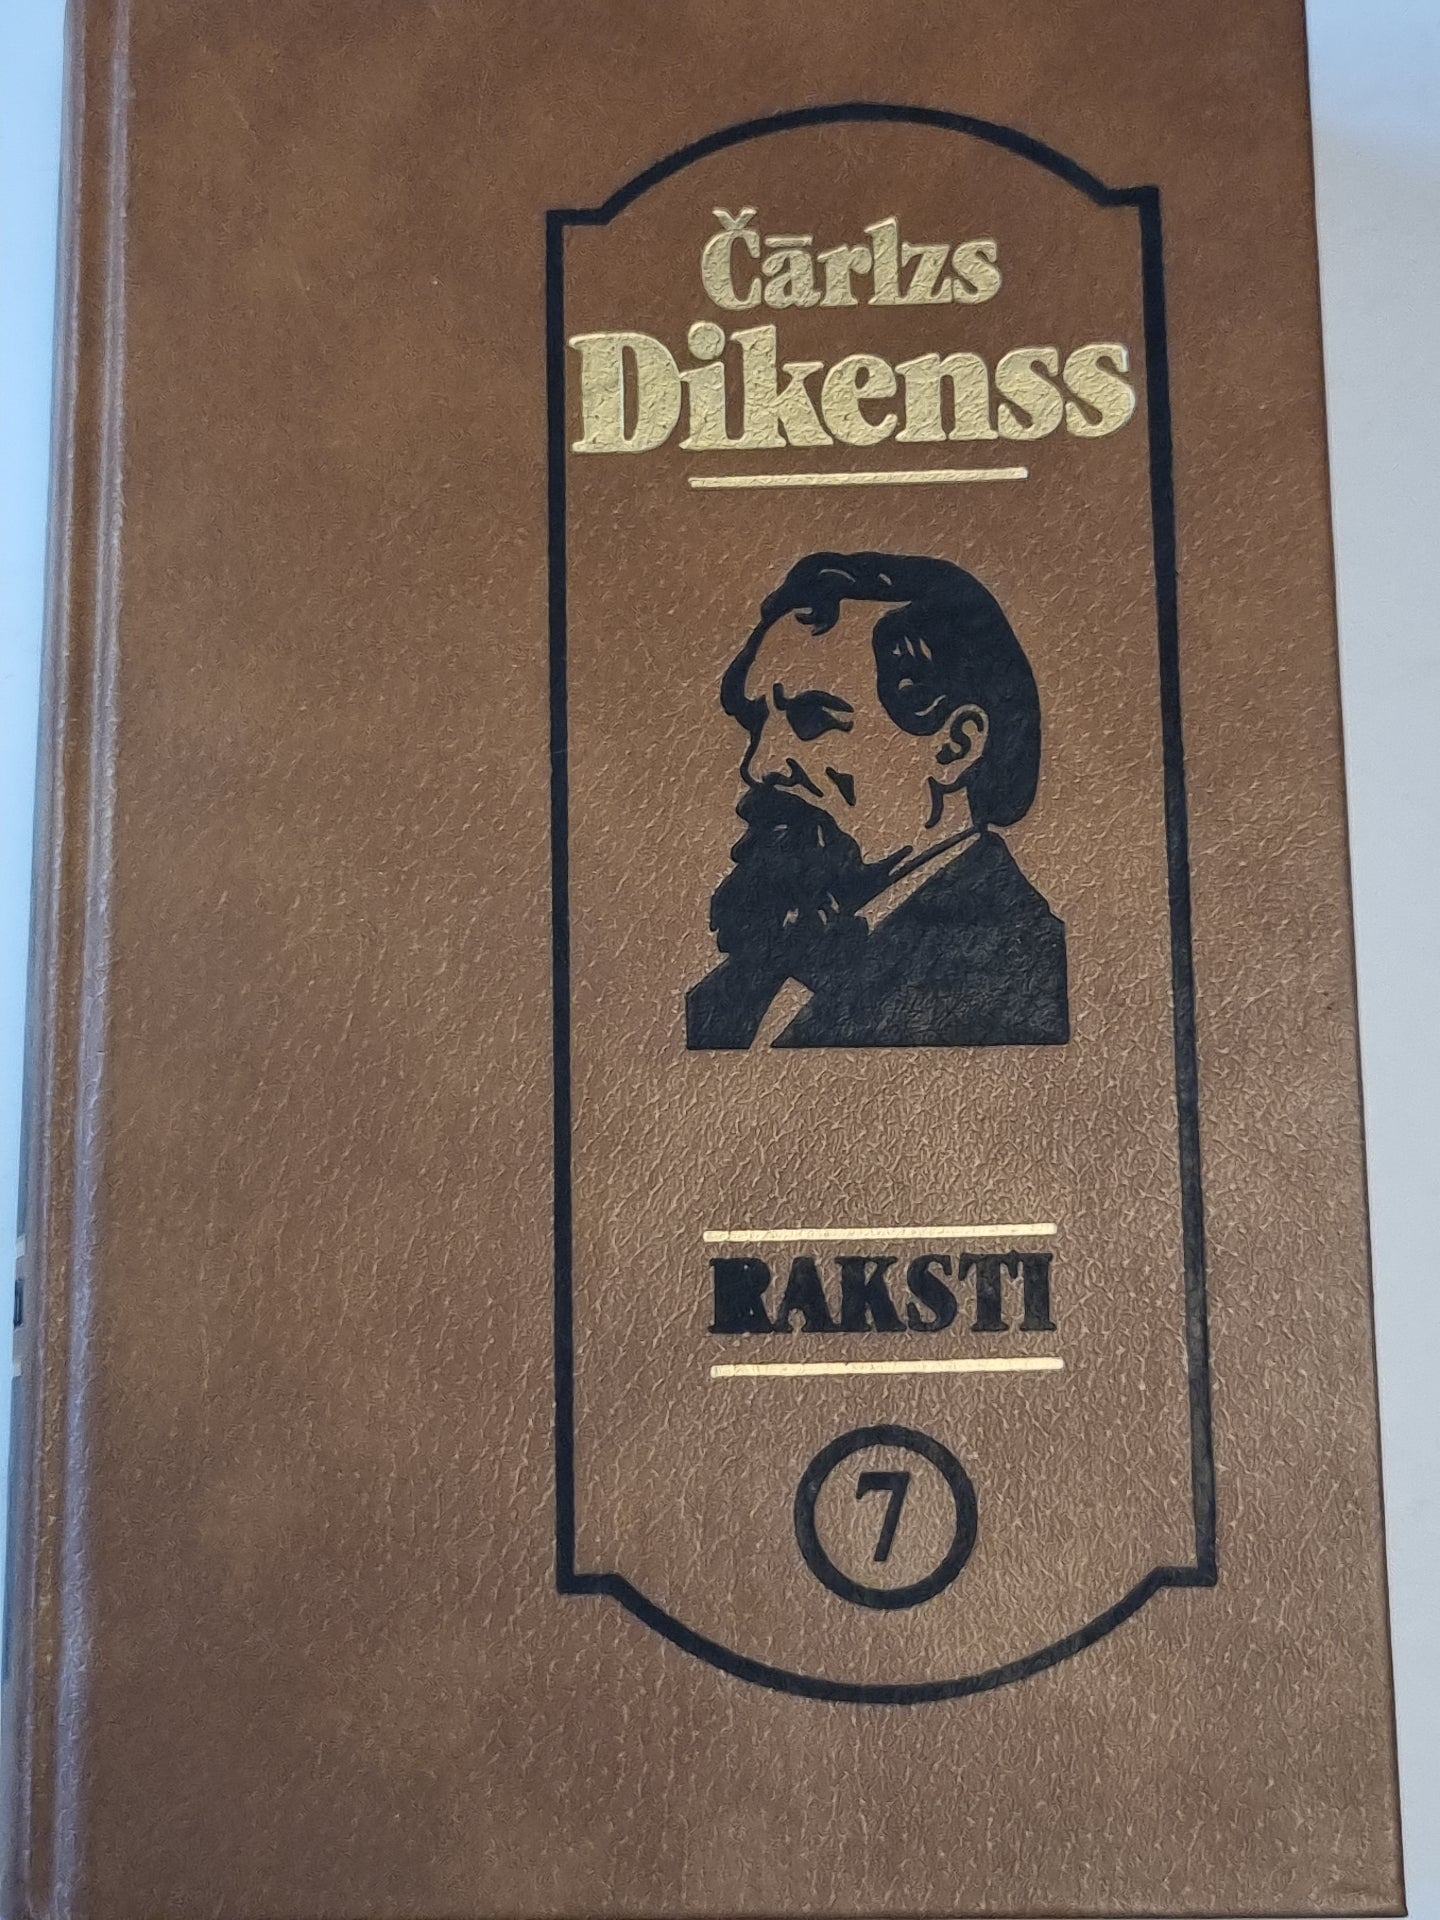 Čārlzs
Dikenss
RAKSTI
7